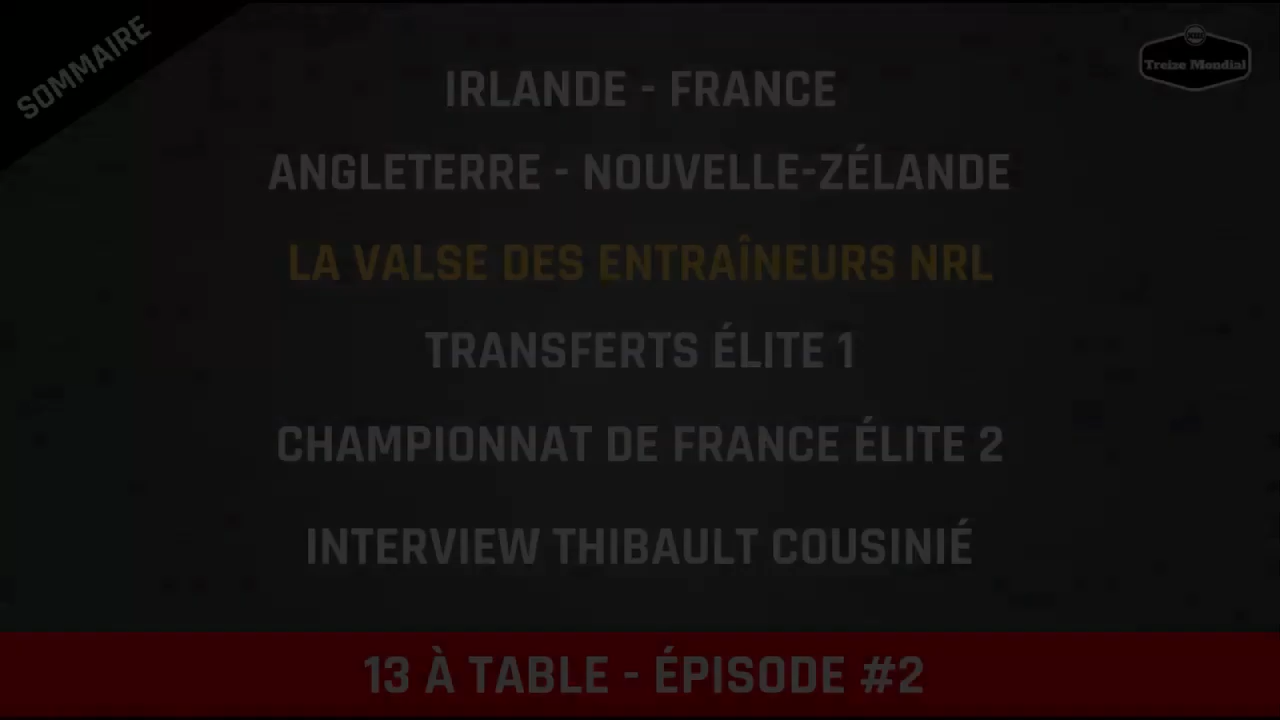 SOMMAIRE
Treize Mondial
IRLANDE - FRANCE
ANGLETERRE - NOUVELLE-ZÉLANDE
LA VALSE DES ENTRAÎNEURS NRL
TRANSFERTS ÉLITE 1
CHAMPIONNAT DE FRANCE ÉLITE 2
INTERVIEW THIBAULT COUSINIÉ
13 À TABLE - ÉPISODE #2